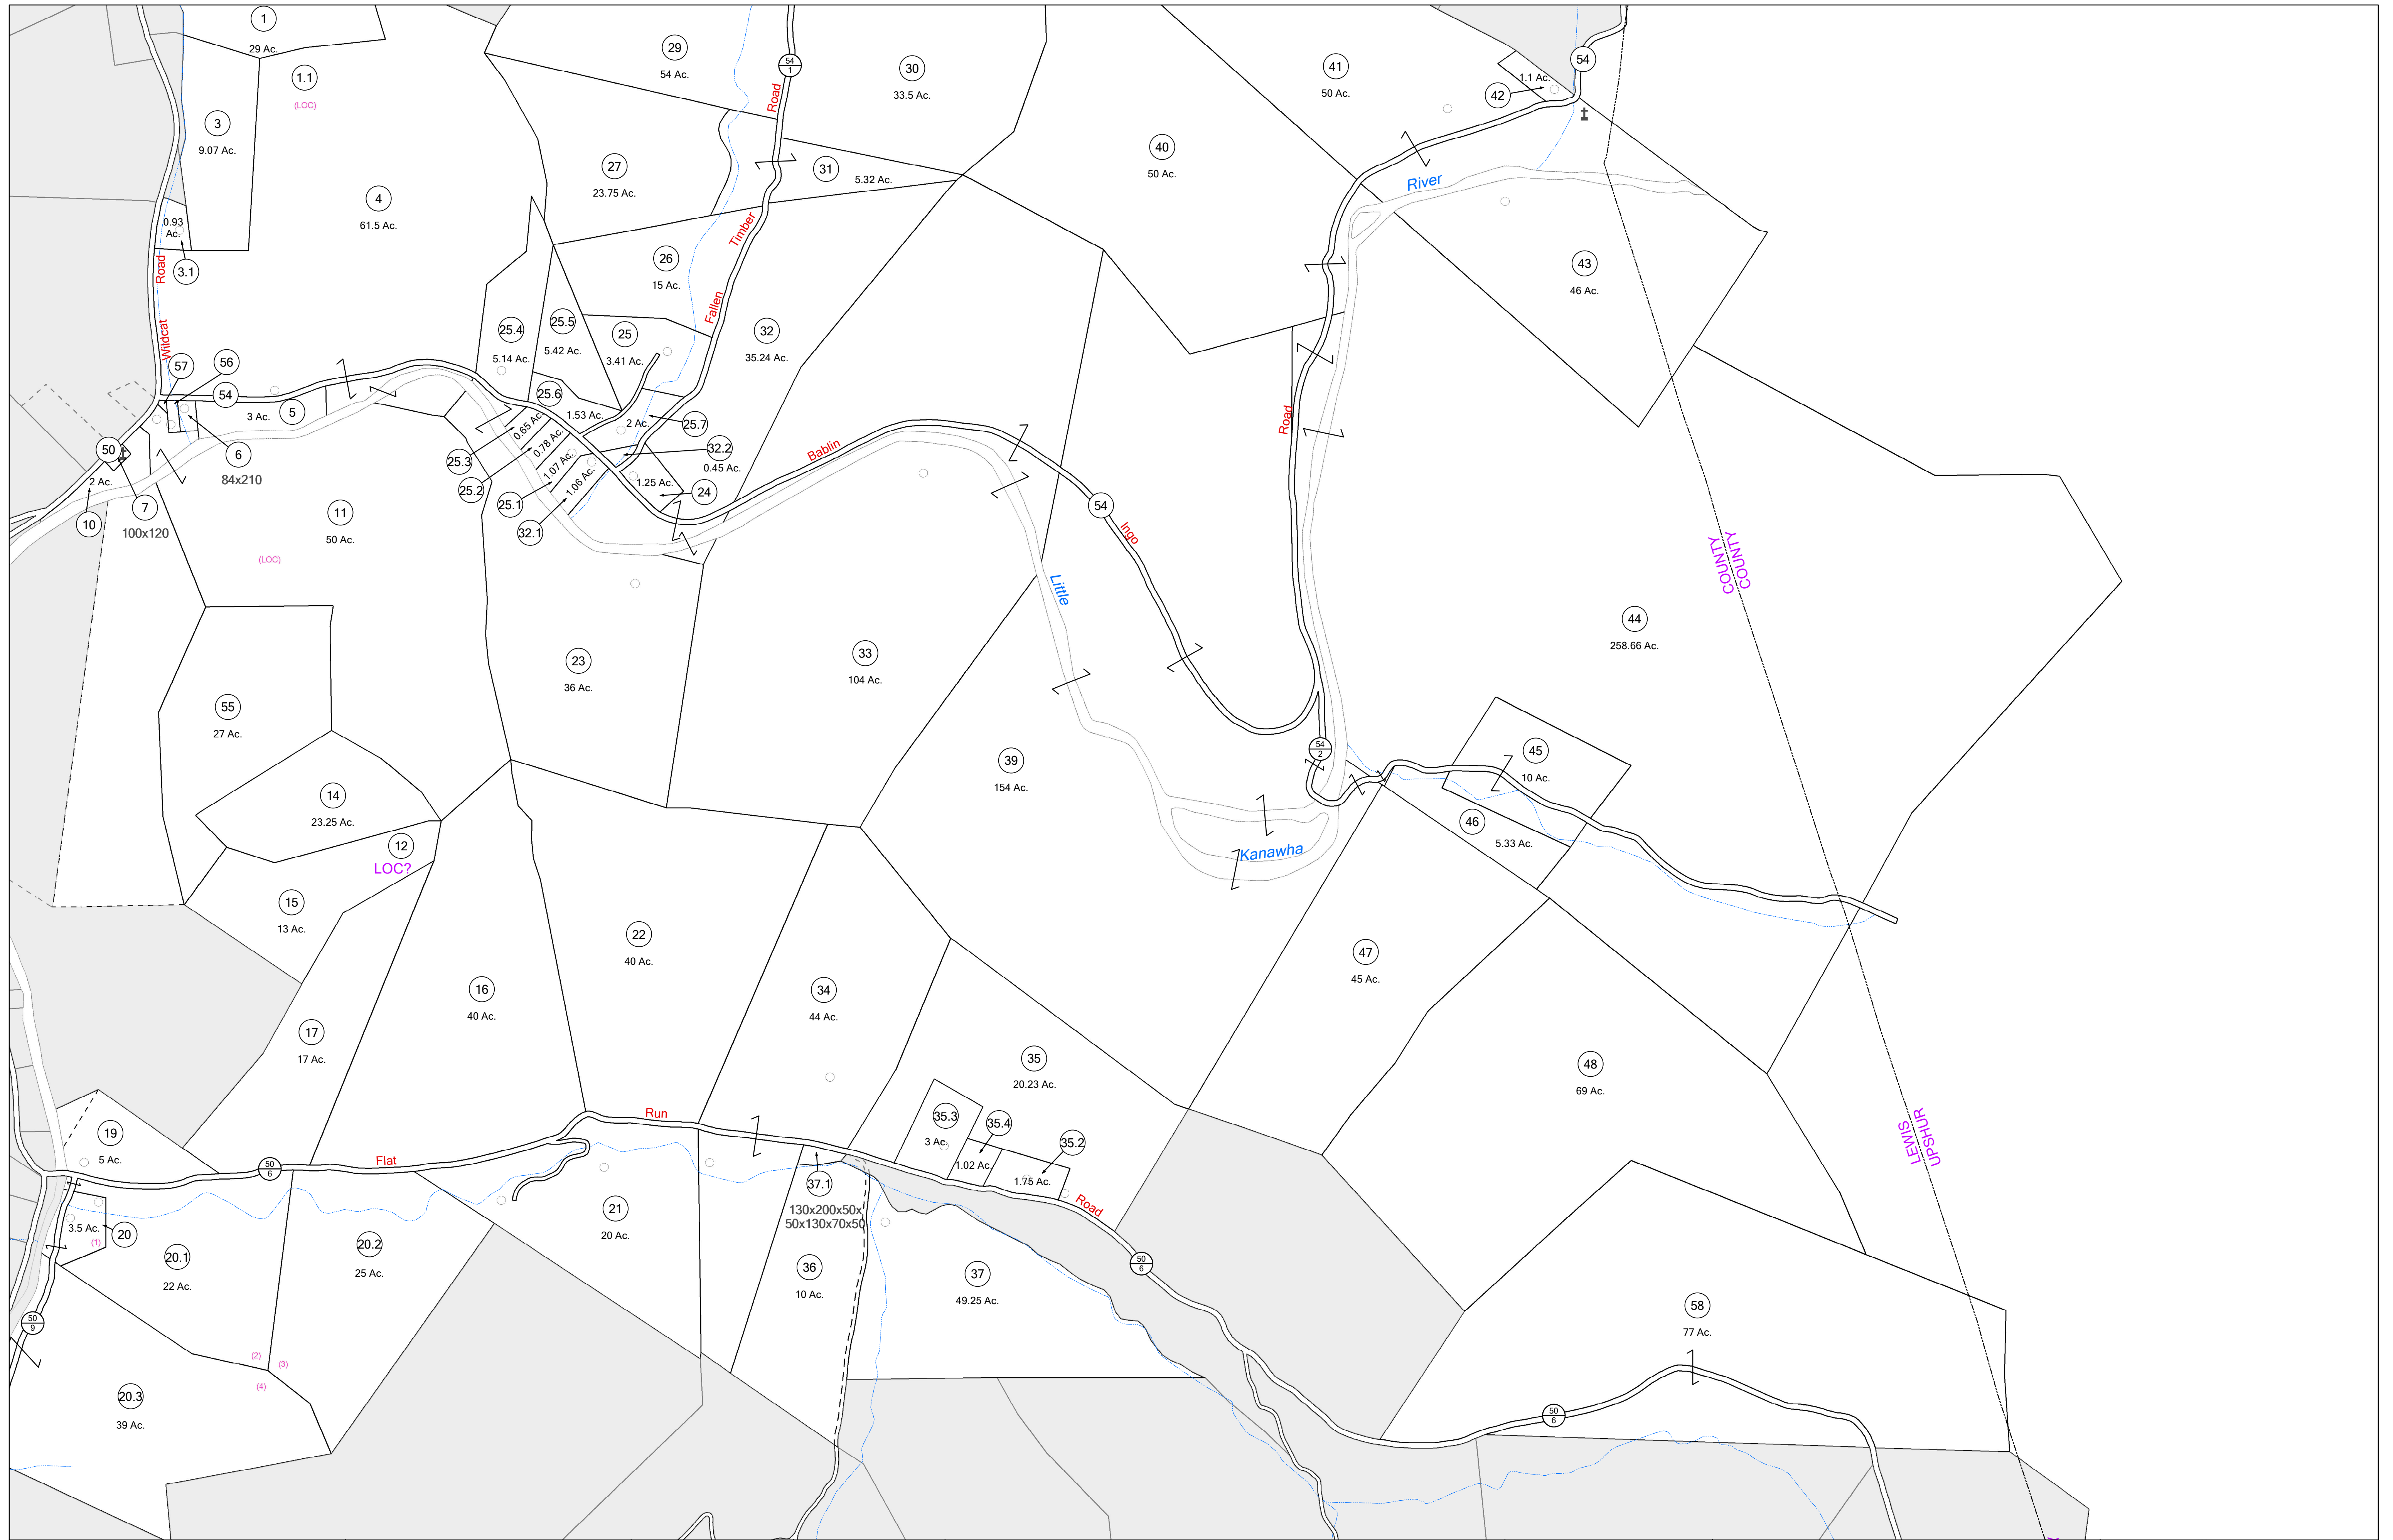 1
29 Ac.
1.1
(LOC)
29
54 Ac.
54
1
Road
30
33.5 Ac.
41
50 Ac.
54
1.1 Ac.
42
3
9.07 Ac.
4
61.5 Ac.
27
23.75 Ac.
31
5.32 Ac.
40
50 Ac.
River
0.93
Ac.
3.1
Road
Wildcat
26
15 Ac.
Timber
Fallen
43
46 Ac.
25.4
5.14 Ac.
25.5
5.42 Ac.
25
3.41 Ac.
32
35.24 Ac.
57
56
54
3 Ac.
5
25.6
1.53 Ac.
2 Ac.
25.7
0.65 Ac.
0.78 Ac.
1.07 Ac.
1.06 Ac.
32.2
0.45 Ac.
1.25 Ac.
24
25.3
25.2
25.1
32.1
Bablin
Road
50
6
84x210
2 Ac.
10
7
100x120
11
50 Ac.
(LOC)
54
Ingo
Little
COUNTY
COUNTY
44
258.66 Ac.
23
36 Ac.
33
104 Ac.
55
27 Ac.
39
154 Ac.
54
2
45
10 Ac.
14
23.25 Ac.
12
LOC?
46
5.33 Ac.
Kanawha
15
13 Ac.
22
40 Ac.
47
45 Ac.
16
40 Ac.
34
44 Ac.
17
17 Ac.
35
20.23 Ac.
48
69 Ac.
Run
35.3
3 Ac.
35.4
1.02 Ac.
35.2
1.75 Ac.
LEWIS
UPSHUR
19
5 Ac.
50
6
Flat
37.1
130x200x50x
50x130x70x50
Road
3.5 Ac.
20
(1)
20.1
22 Ac.
20.2
25 Ac.
21
20 Ac.
36
10 Ac.
37
49.25 Ac.
50
6
58
77 Ac.
50
9
(2)
(3)
(4)
20.3
39 Ac.
50
6